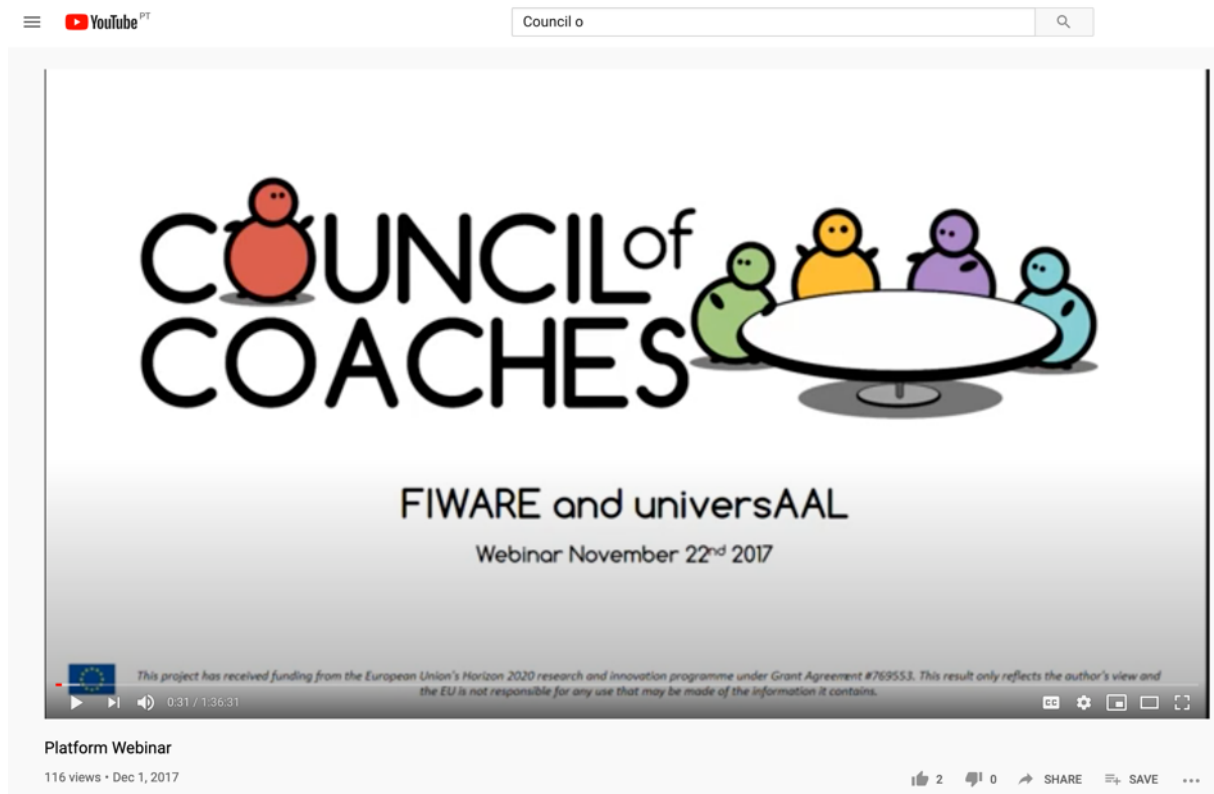 YouTube PT
Council o
COUNCIL of
COACHES
FIWARE and universAAL
Webinar November 22nd 2017
This project has received funding from the European Union's Horizon 2020 research and innovation programme under Grant Agreement #769553. This result only reflects the author's view and
the EU is not responsible for any use that may be made of the information it contains.
CC
0:31 / 1:36:31
Platform Webinar
116 views • Dec 1, 2017
2 0 SHARE SAVE